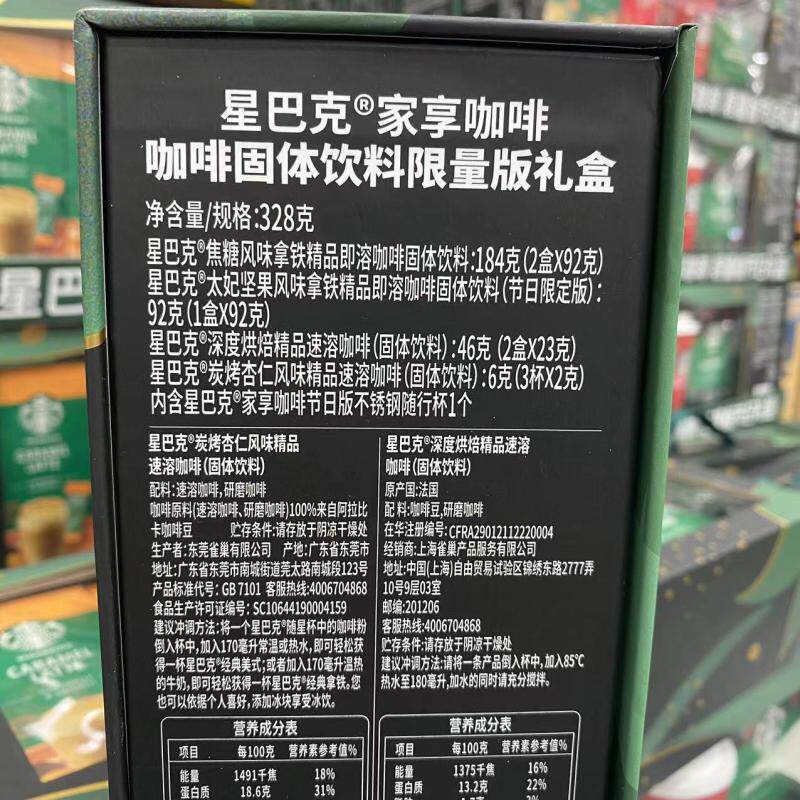 星巴克®家享咖啡
咖啡固体饮料限量版礼盒
净含量/规格:328克
星巴克®焦糖风味拿铁精品即溶咖啡固体饮料:184克(2盒X92克)
星巴克®太妃坚果风味拿铁精品即溶咖啡固体饮料(节日限定版):
92克(1盒X92克)
星巴克®深度烘焙精品速溶咖啡(固体饮料):46克 (2盒X23克)
星巴克®炭烤杏仁风味精品速溶咖啡(固体饮料):6克(3杯X2克)
内含星巴克®家享咖啡节日版不锈钢随行杯1个
星巴克®炭烤杏仁风味精品
速溶咖啡(固体饮料)
配料:速溶咖啡,研磨咖啡
咖啡原料(速溶咖啡、研磨咖啡)100%来自阿拉比
卡咖啡豆 贮存条件:请存放于阴凉干燥处
生产者:东莞雀巢有限公司 产地:广东省东莞市
地址:广东省东莞市南城街道莞太路南城段123号
产品标准代号: GB 7101 客服热线:4006704868
食品生产许可证编号: SC10644190004159
建议冲调方法:将一个星巴克®随星杯中的咖啡粉
倒入杯中,加入170毫升常温或热水,即可轻松获
得一杯星巴克®经典美式;或者加入170毫升温热
的牛奶,即可轻松获得一杯星巴克®经典拿铁。您
也可以依据个人喜好,添加冰块享受冰饮。
营养成分表
项目 每100克 营养素参考值%
能量 1491千焦 18%
蛋白质 18.6克 31%
星巴克®深度烘焙精品速溶
咖啡(固体饮料)
原产国:法国
配 料:咖啡豆,研磨咖啡
在华注册编号:CFRA29012112220004
经销商:上海雀巢产品服务有限公司
地址:中国(上海)自由贸易试验区锦绣东路2777弄
10号9层03室
邮编:201206
客服热线:4006704868
贮存条件:请存放于阴凉干燥处
建议冲调方法:请将一条产品倒入杯中,加入85℃
热水至180毫升,加水的同时请充分搅拌。
营养成分表
项目 每100克 营养素参考值%
能量 1375千焦 16%
蛋白质 13.2克 22%
星巴